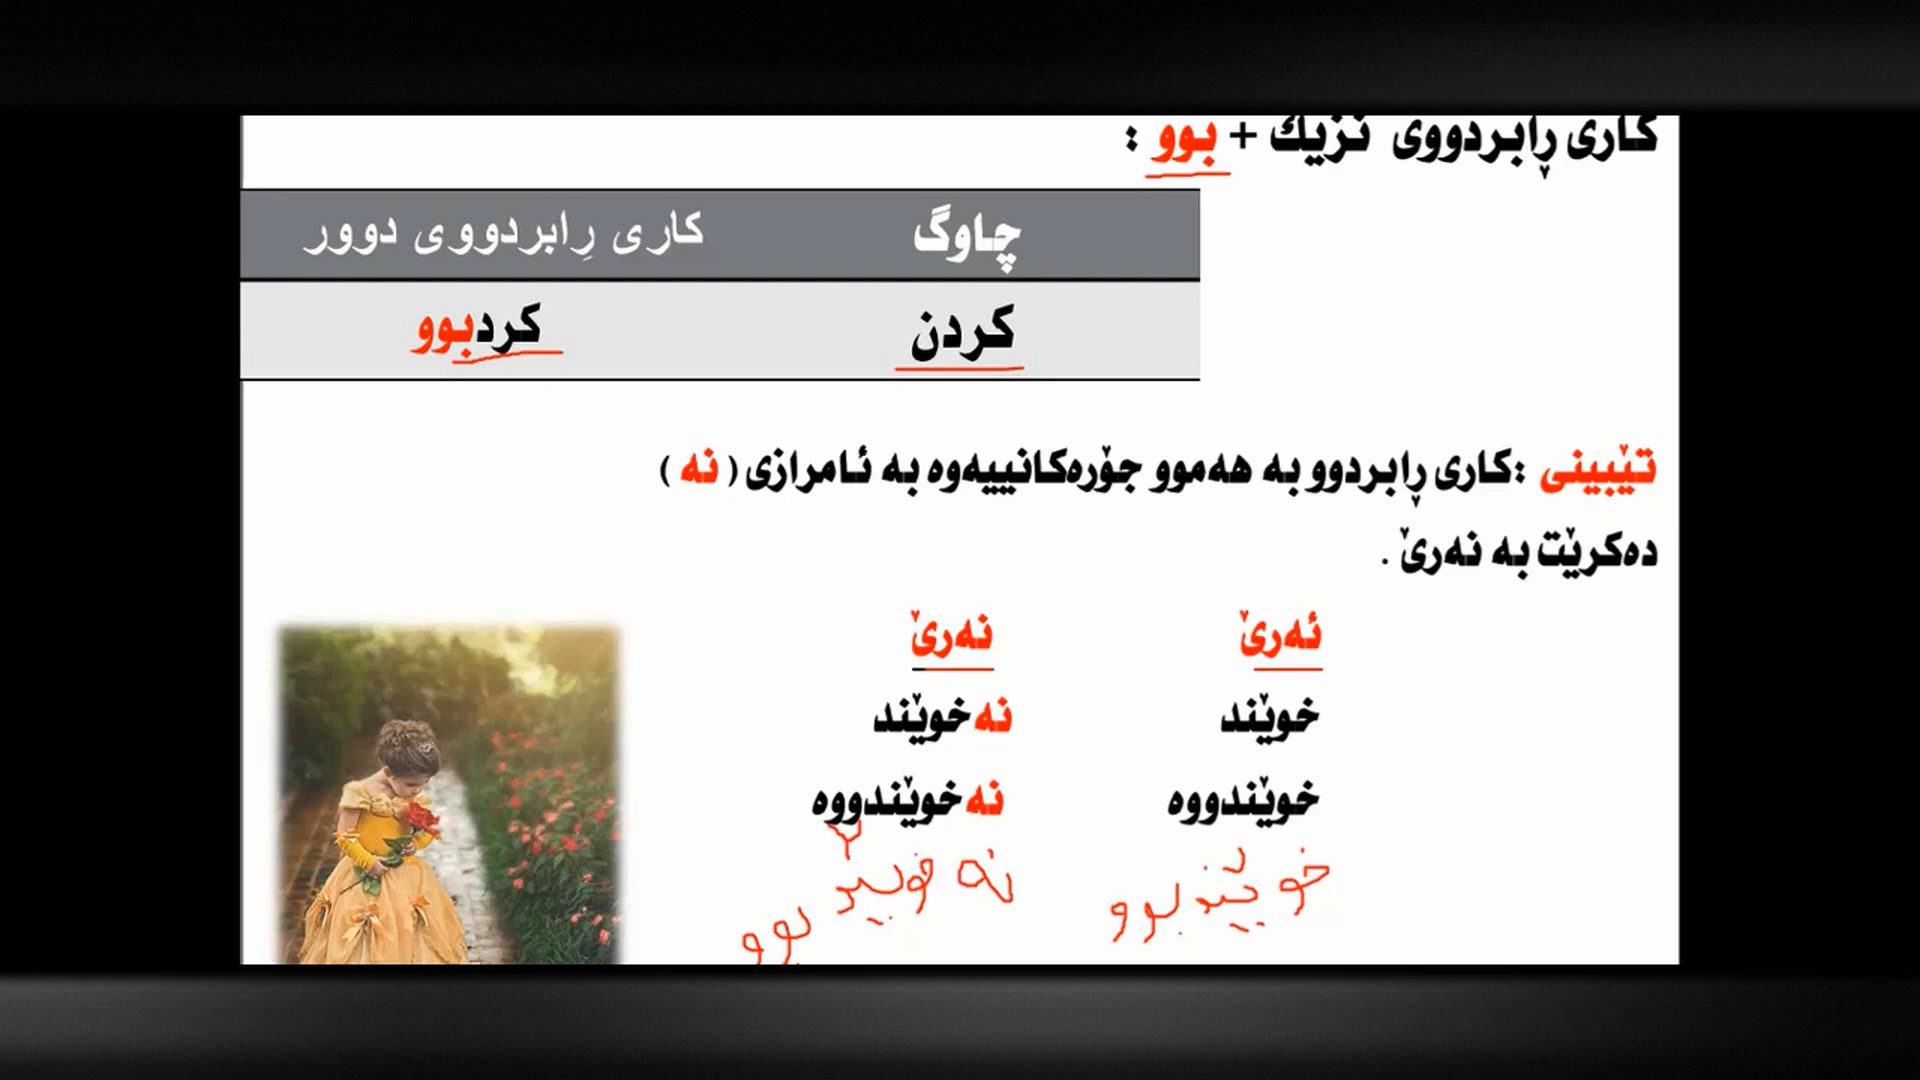 کاری ڕابردووی نزیك + بوو :
چاوگ کاری ڕابردووی دوور
کردن کردبوو
تێبینی :کاری ڕابردوو بە هەموو جۆرەکانییەوە بە ئامرازی ( نە )
دەکرێت بە نەرێ .
ئەرێ نەرێ
خوێند نەخوێند
خوێندووە نەخوێندووە
خوێندبوو نەخوێندبوو